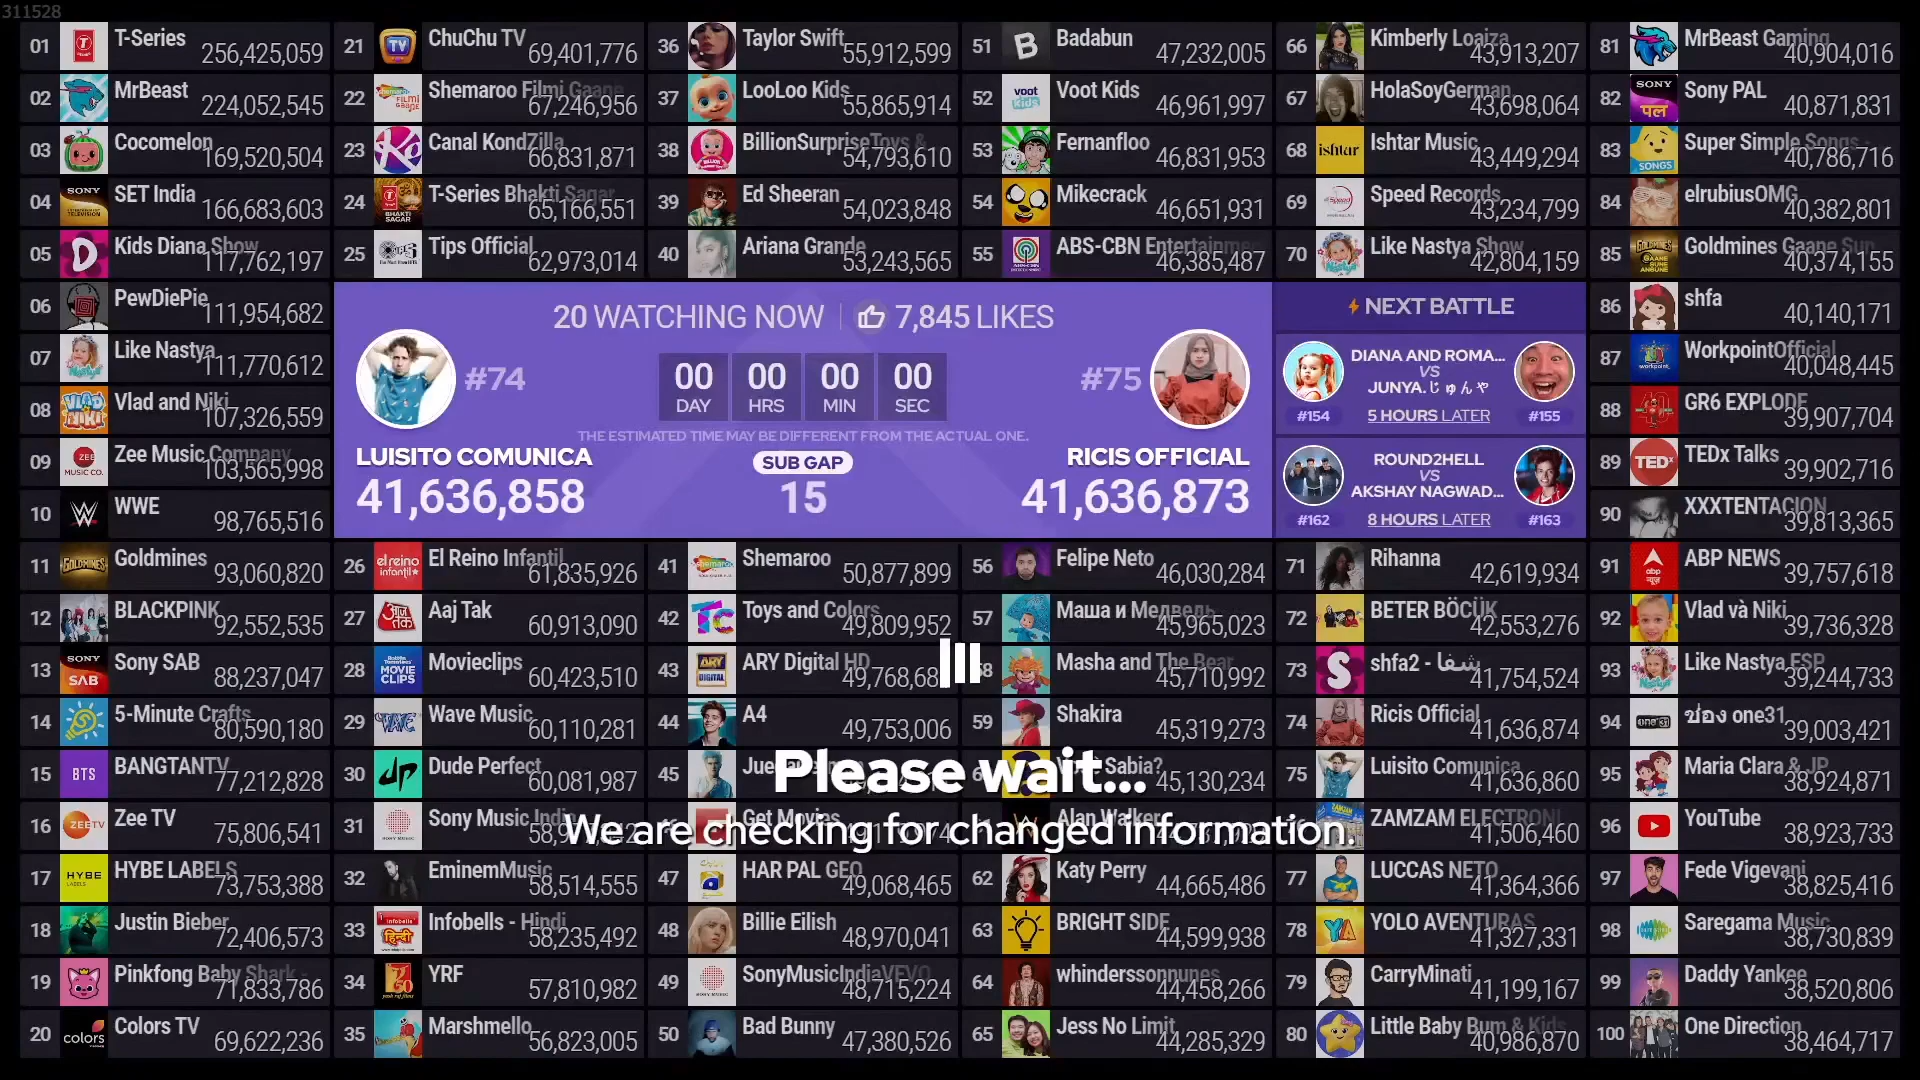 311528
01 T-Series 256,425,059
02 MrBeast 224,052,545
03 Cocomelon 169,520,504
04 SET India 166,683,603
05 Kids Diana Show 117,762,197
06 PewDiePie 111,954,682
07 Like Nastya 111,770,612
08 Vlad and Niki 107,326,559
09 Zee Music Company 103,565,998
10 WWE 98,765,516
11 Goldmines 93,060,820
12 BLACKPINK 92,552,535
13 Sony SAB 88,237,047
14 5-Minute Crafts 80,590,180
15 BANGTANTV 77,212,828
16 Zee TV 75,806,541
17 HYBE LABELS 73,753,388
18 Justin Bieber 72,406,573
19 Pinkfong Baby Shark - 71,833,786
20 Colors TV 69,622,236
21 ChuChu TV 69,401,776
22 Shemaroo Filmi Gaane 67,246,956
23 Canal KondZilla 66,831,871
24 T-Series Bhakti Sagar 65,166,551
25 Tips Official 62,973,014
36 Taylor Swift 55,912,599
37 LooLoo Kids 55,865,914
38 BillionSurpriseToys & 54,793,610
39 Ed Sheeran 54,023,848
40 Ariana Grande 53,243,565
51 Badabun 47,232,005
52 Voot Kids 46,961,997
53 Fernanfloo 46,831,953
54 Mikecrack 46,651,931
55 ABS-CBN Entertainme 46,385,487
66 Kimberly Loaiza 43,913,207
67 HolaSoyGerman. 43,698,064
68 Ishtar Music 43,449,294
69 Speed Records 43,234,799
70 Like Nastya Show 42,804,159
20 WATCHING NOW 7,845 LIKES
#74
00 DAY 00 HRS 00 MIN 00 SEC
#75
THE ESTIMATED TIME MAY BE DIFFERENT FROM THE ACTUAL ONE.
LUISITO COMUNICA
41,636,858
SUB GAP
15
RICIS OFFICIAL
41,636,873
NEXT BATTLE
DIANA AND ROMA...
VS
JUNYA.じゅんや
#154 5 HOURS LATER #155
ROUND2HELL
VS
AKSHAY NAGWAD...
#162 8 HOURS LATER #163
26 El Reino Infantil 61,835,926
27 Aaj Tak 60,913,090
28 Movieclips 60,423,510
29 Wave Music 60,110,281
30 Dude Perfect 60,081,987
31 Sony Music Indi
32 EminemMusic 58,514,555
33 Infobells - Hindi 58,235,492
34 YRF 57,810,982
35 Marshmello 56,823,005
41 Shemaroo 50,877,899
42 Toys and Colors 49,809,952
43 ARY Digital HD 49,768,68
44 A4 49,753,006
45
Get Movies
47 HAR PAL GEO 49,068,465
48 Billie Eilish 48,970,041
49 SonyMusicIndiaVEVO 48,715,224
50 Bad Bunny 47,380,526
56 Felipe Neto 46,030,284
57 Маша и Медведь 45,965,023
Masha and The Bear 45,710,992
59 Shakira 45,319,273
Sabia? 45,130,234
Alan Walker
62 Katy Perry 44,665,486
63 BRIGHT SIDE 44,599,938
64 whinderssonnunes 44,458,266
65 Jess No Limit 44,285,329
71 Rihanna 42,619,934
72 BETER BÖCÜK 42,553,276
73 shfa2 - شفا 41,754,524
74 Ricis Official 41,636,874
75 Luisito Comunica 41,636,860
ZAMZAM ELECTRONI 41,506,460
77 LUCCAS NETO 41,364,366
78 YOLO AVENTURAS 41,327,331
79 CarryMinati 41,199,167
80 Little Baby Bum & Kids 40,986,870
Please wait...
We are checking for changed information.
81 MrBeast Gaming 40,904,016
82 Sony PAL 40,871,831
83 Super Simple Songs - 40,786,716
84 elrubiusOMG 40,382,801
85 Goldmines Gaane Sun 40,374,155
86 shfa 40,140,171
87 WorkpointOfficial 40,048,445
88 GR6 EXPLODE 39,907,704
89 TEDx Talks 39,902,716
90 XXXTENTACION 39,813,365
91 ABP NEWS 39,757,618
92 Vlad và Niki 39,736,328
93 Like Nastya ESP 39,244,733
94 ช่อง one31 39,003,421
95 Maria Clara & JP 38,924,871
96 YouTube 38,923,733
97 Fede Vigevani 38,825,416
98 Saregama Music 38,730,839
99 Daddy Yankee 38,520,806
100 One Direction 38,464,717